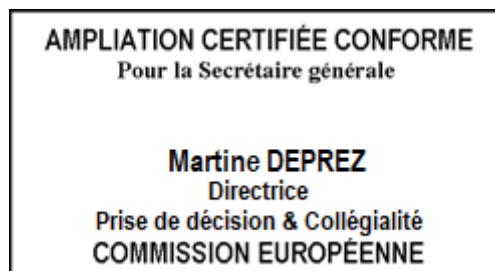 AMPLIATION CERTIFIÉE CONFORME
Pour la Secrétaire générale
Martine DEPREZ
Directrice
Prise de décision & Collégialité
COMMISSION EUROPÉENNE